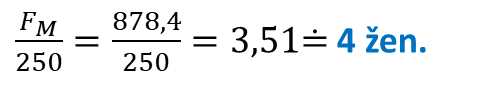 F_M/250 = 878,4/250 = 3,51 ≐ 4 žen.